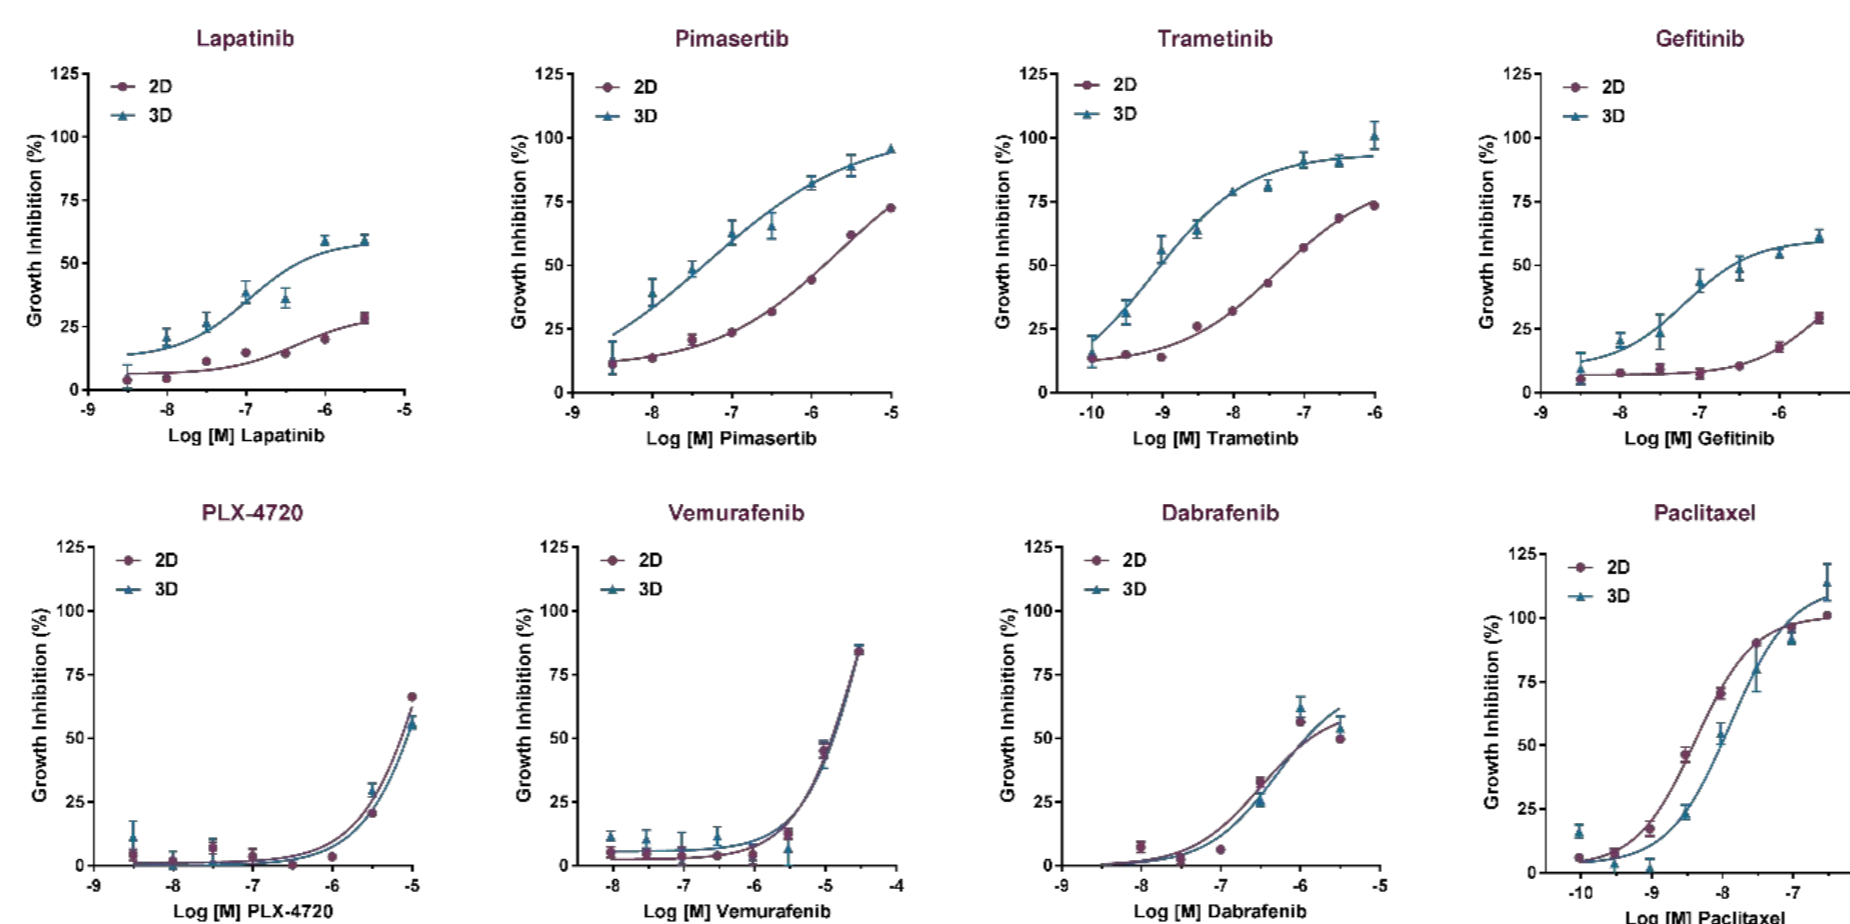 Lapatinib
2D
3D
Growth Inhibition (%)
125
100
75
50
25
0
-9
-8
-7
-6
-5
Log [M] Lapatinib
Pimasertib
2D
3D
Growth Inhibition (%)
125
100
75
50
25
0
-9
-8
-7
-6
-5
Log [M] Pimasertib
Trametinib
2D
3D
Growth Inhibition (%)
125
100
75
50
25
0
-10
-9
-8
-7
-6
Log [M] Trametinb
Gefitinib
2D
3D
Growth Inhibition (%)
125
100
75
50
25
0
-9
-8
-7
-6
Log [M] Gefitinib
PLX-4720
2D
3D
Growth Inhibition (%)
125
100
75
50
25
0
-9
-8
-7
-6
-5
Log [M] PLX-4720
Vemurafenib
2D
3D
Growth Inhibition (%)
125
100
75
50
25
0
-8
-7
-6
-5
-4
Log [M] Vemurafenib
Dabrafenib
2D
3D
Growth Inhibition (%)
125
100
75
50
25
0
-9
-8
-7
-6
-5
Log [M] Dabrafenib
Paclitaxel
2D
3D
Growth Inhibition (%)
125
100
75
50
25
0
-10
-9
-8
-7
Log [M] Paclitaxel